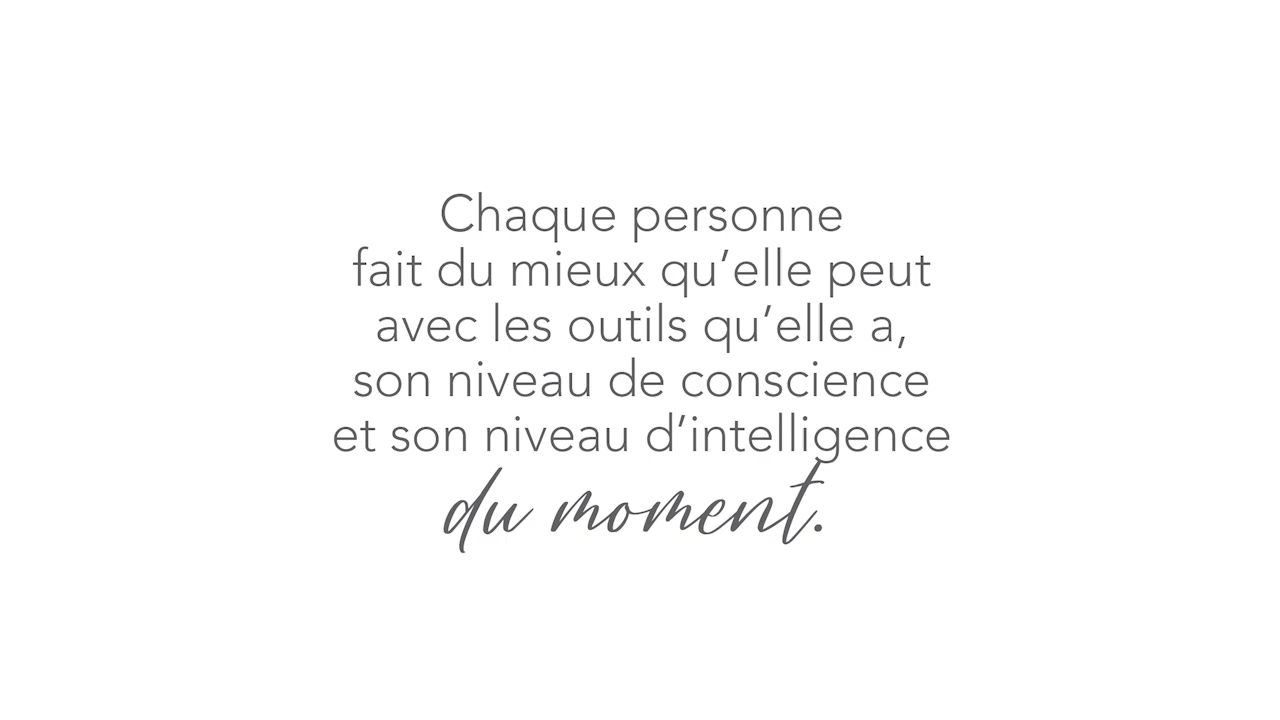 Chaque personne
fait du mieux qu’elle peut
avec les outils qu’elle a,
son niveau de conscience
et son niveau d’intelligence
du moment.